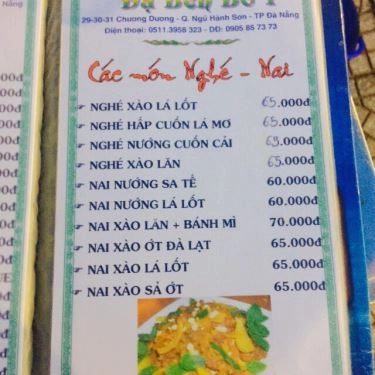 29-30-31 Chương Dương - Q. Ngũ Hành Sơn - TP Đà Nẵng
Điện thoại: 0511.3958 323 - DĐ: 0905 85 73 73
Các món Nghé - Nai
NGHÉ XÀO LÁ LỐT 65.000đ
NGHÉ HẤP CUỐN LÁ MƠ 65.000đ
NGHÉ NƯỚNG CUỐN CẢI 65.000đ
NGHÉ XÀO LĂN 65.000đ
NAI NƯỚNG SA TẾ 60.000đ
NAI NƯỚNG LÁ LỐT 60.000đ
NAI XÀO LĂN + BÁNH MÌ 70.000đ
NAI XÀO ỚT ĐÀ LẠT 65.000đ
NAI XÀO LÁ LỐT 65.000đ
NAI XÀO SẢ ỚT 65.000đ